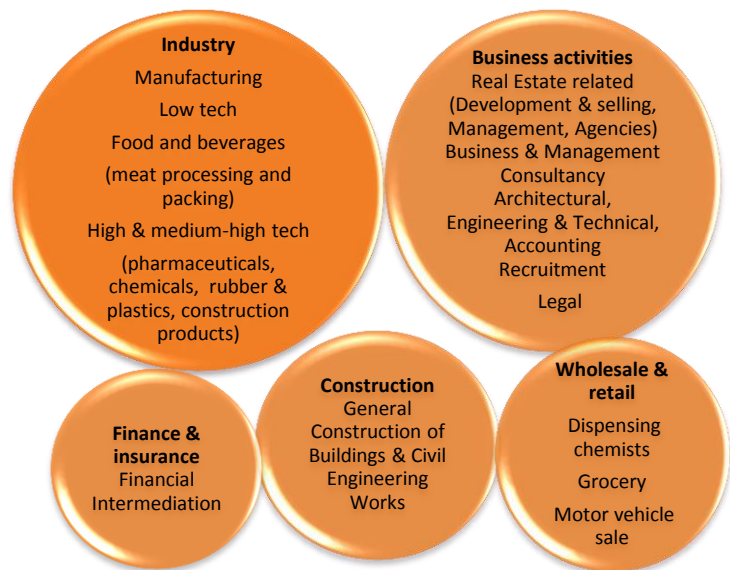 Industry
Manufacturing
Low tech
Food and beverages
(meat processing and
packing)
High & medium-high tech
(pharmaceuticals,
chemicals, rubber &
plastics, construction
products)
Business activities
Real Estate related
(Development & selling,
Management, Agencies)
Business & Management
Consultancy
Architectural,
Engineering & Technical,
Accounting
Recruitment
Legal
Finance &
insurance
Financial
Intermediation
Construction
General
Construction of
Buildings & Civil
Engineering
Works
Wholesale &
retail
Dispensing
chemists
Grocery
Motor vehicle
sale